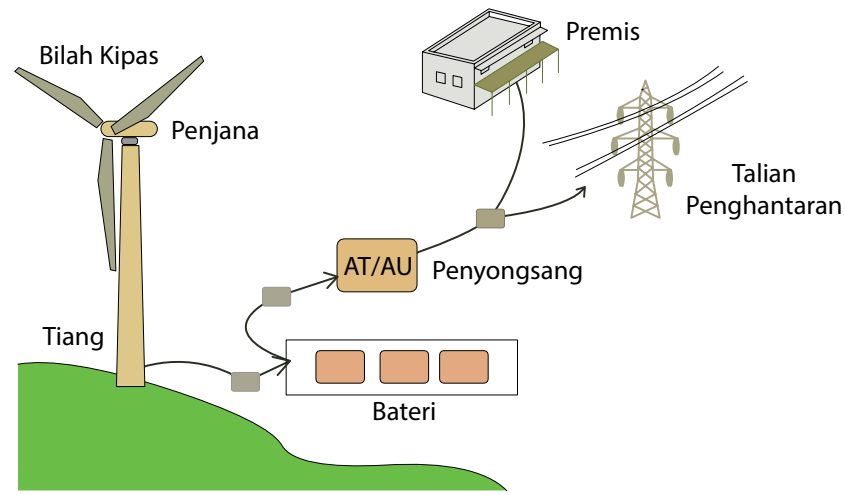 Premis
Bilah Kipas
Penjana
Talian
Penghantaran
AT/AU
Penyongsang
Tiang
Bateri